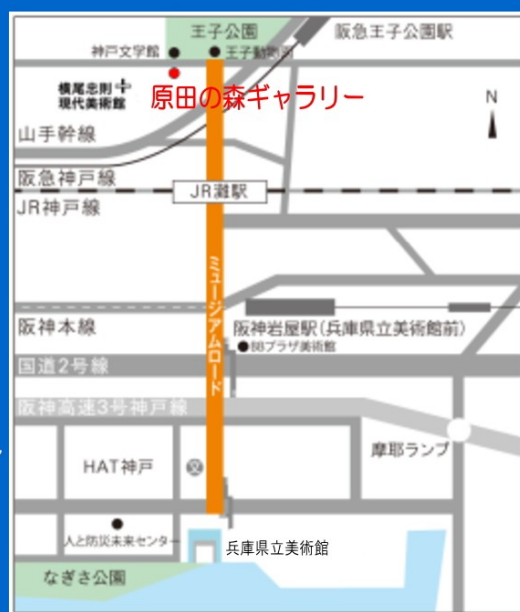 王子公園
阪急王子公園駅
神戸文学館
王子動物園
横尾忠則
現代美術館
原田の森ギャラリー
N
山手幹線
阪急神戸線
JR灘駅
JR神戸線
ミュージアムロード
阪神本線
阪神岩屋駅(兵庫県立美術館前)
BBプラザ美術館
国道2号線
阪神高速3号神戸線
摩耶ランプ
HAT神戸
文
人と防災未来センター
兵庫県立美術館
なぎさ公園